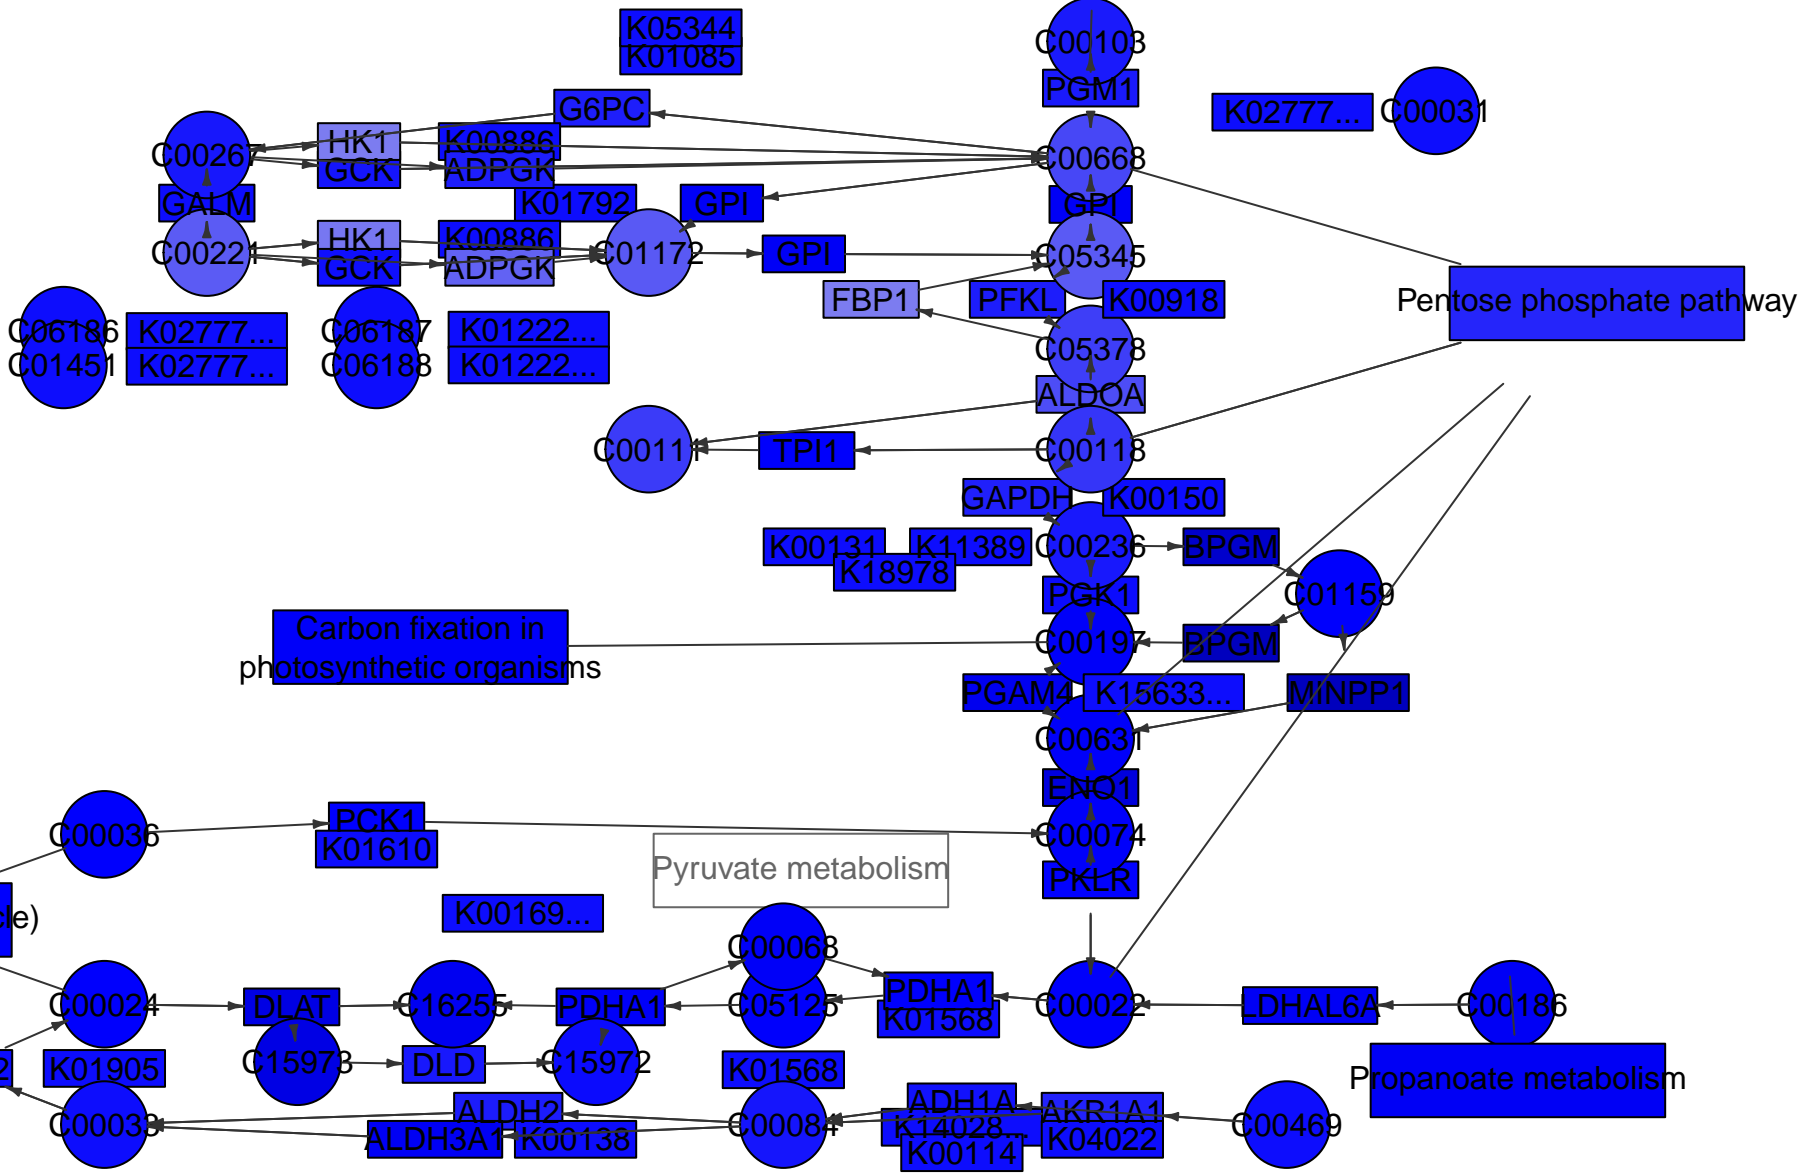 K05344
K01085
C00103
PGM1
K02777...
C00031
G6PC
C00267
HK1
K00886
GCK
ADPGK
C00668
GALM
K01792
GPI
GPI
C00221
HK1
K00886
GCK
ADPGK
C01172
GPI
C05345
FBP1
PFKL
K00918
Pentose phosphate pathway
C06186
K02777...
C06187
K01222...
C01451
K02777...
C06188
K01222...
C05378
ALDOA
C00111
TPI1
C00118
GAPDH
K00150
K00131
K11389
C00236
BPGM
K18978
PGK1
C01159
Carbon fixation in
photosynthetic organisms
C00197
BPGM
PGAM4
K15633...
MINPP1
C00631
ENO1
C00036
PCK1
K01610
C00074
Pyruvate metabolism
PKLR
cle)
K00169...
C00068
C00024
DLAT
C16255
PDHA1
C05125
PDHA1
K01568
C00022
LDHAL6A
C00186
2
K01905
C15973
DLD
C15972
K01568
Propanoate metabolism
C00033
ALDH2
ALDH3A1
K00138
C00084
ADH1A
K14028...
K00114
AKR1A1
K04022
C00469